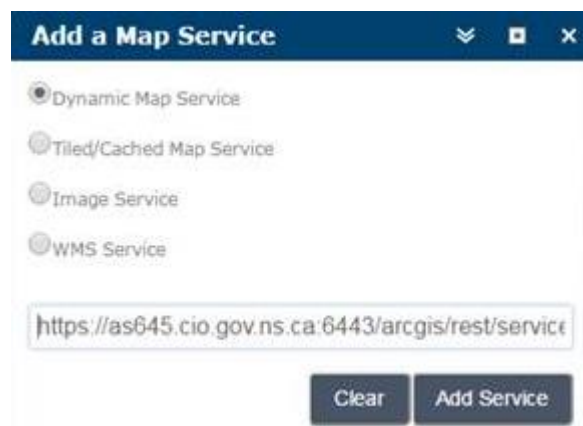 Add a Map Service
Dynamic Map Service
Tiled/Cached Map Service
Image Service
WMS Service
https://as645.cio.gov.ns.ca:6443/arcgis/rest/service
Clear Add Service